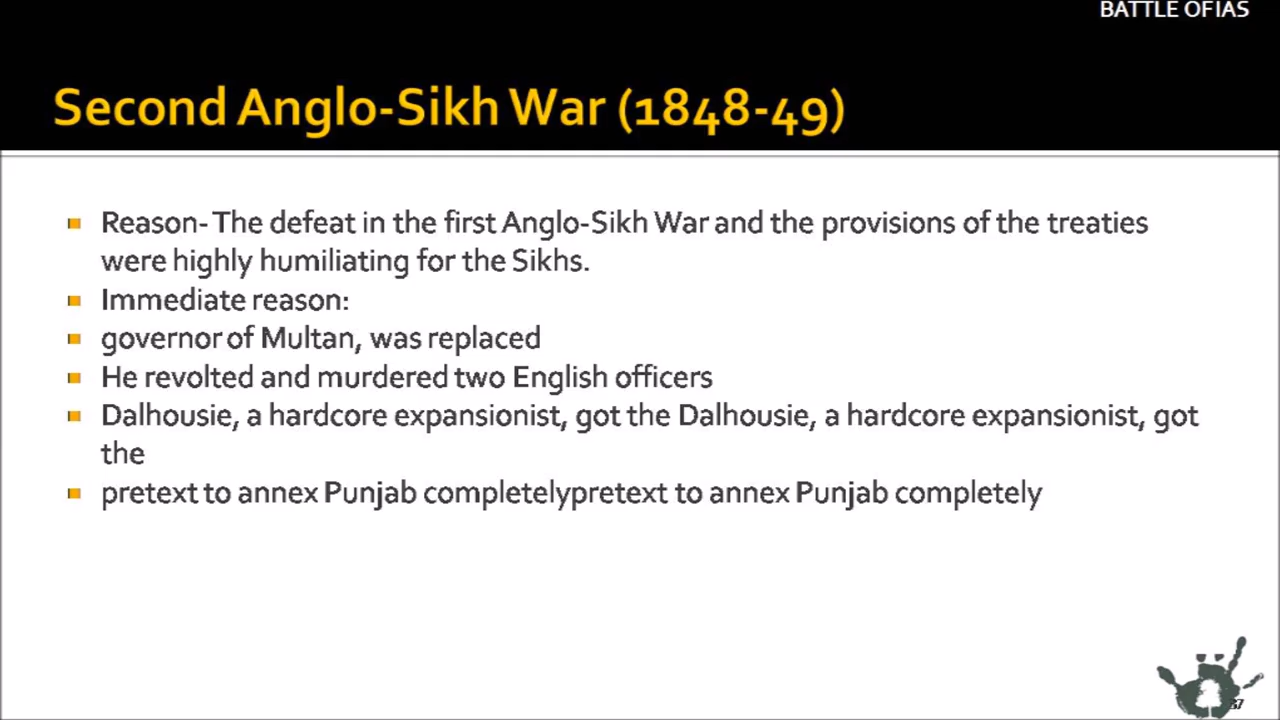 BATTLE OF IAS
Second Anglo-Sikh War (1848-49)
Reason- The defeat in the first Anglo-Sikh War and the provisions of the treaties
were highly humiliating for the Sikhs.
Immediate reason:
governor of Multan, was replaced
He revolted and murdered two English officers
Dalhousie, a hardcore expansionist, got the Dalhousie, a hardcore expansionist, got
the
pretext to annex Punjab completelypretext to annex Punjab completely
37